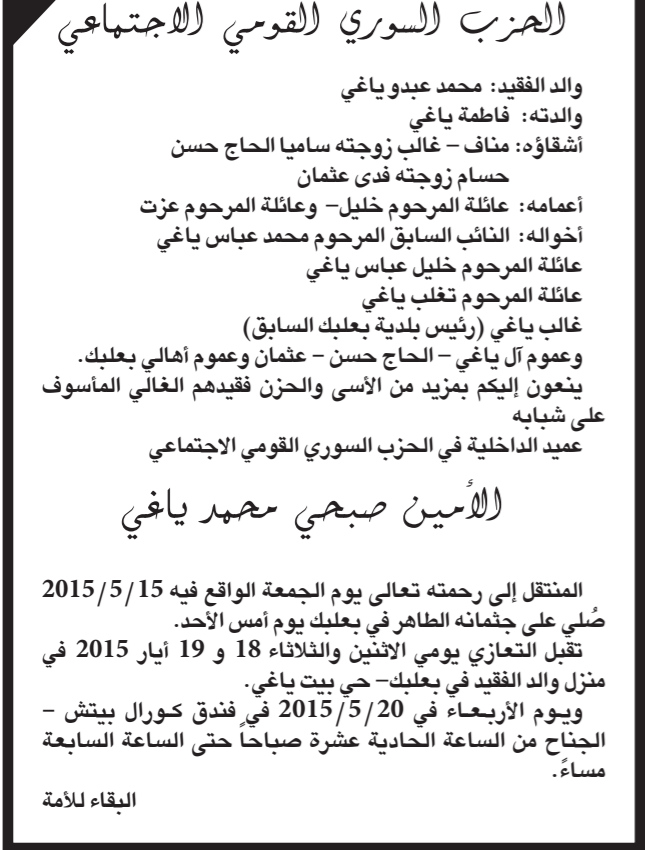 الحزب السوري القومي الاجتماعي
والد الفقيد: محمد عبدو ياغي
والدته: فاطمة ياغي
أشقاؤه: مناف – غالب زوجته ساميا الحاج حسن
حسام زوجته فدى عثمان
أعمامه: عائلة المرحوم خليل– وعائلة المرحوم عزت
أخواله: النائب السابق المرحوم محمد عباس ياغي
عائلة المرحوم خليل عباس ياغي
عائلة المرحوم تغلب ياغي
غالب ياغي (رئيس بلدية بعلبك السابق)
وعموم آل ياغي – الحاج حسن – عثمان وعموم أهالي بعلبك.
ينعون إليكم بمزيد من الأسى والحزن فقيدهم الغالي المأسوف
على شبابه
عميد الداخلية في الحزب السوري القومي الاجتماعي
الأمين صبحي محمد ياغي
المنتقل إلى رحمته تعالى يوم الجمعة الواقع فيه 2015/5/15
صُلي على جثمانه الطاهر في بعلبك يوم أمس الأحد.
تقبل التعازي يومي الاثنين والثلاثاء 18 و 19 أيار 2015 في
منزل والد الفقيد في بعلبك– حي بيت ياغي.
ويوم الأربعاء في 2015/5/20 في فندق كورال بيتش –
الجناح من الساعة الحادية عشرة صباحاً حتى الساعة السابعة
مساءً.
البقاء للأمة